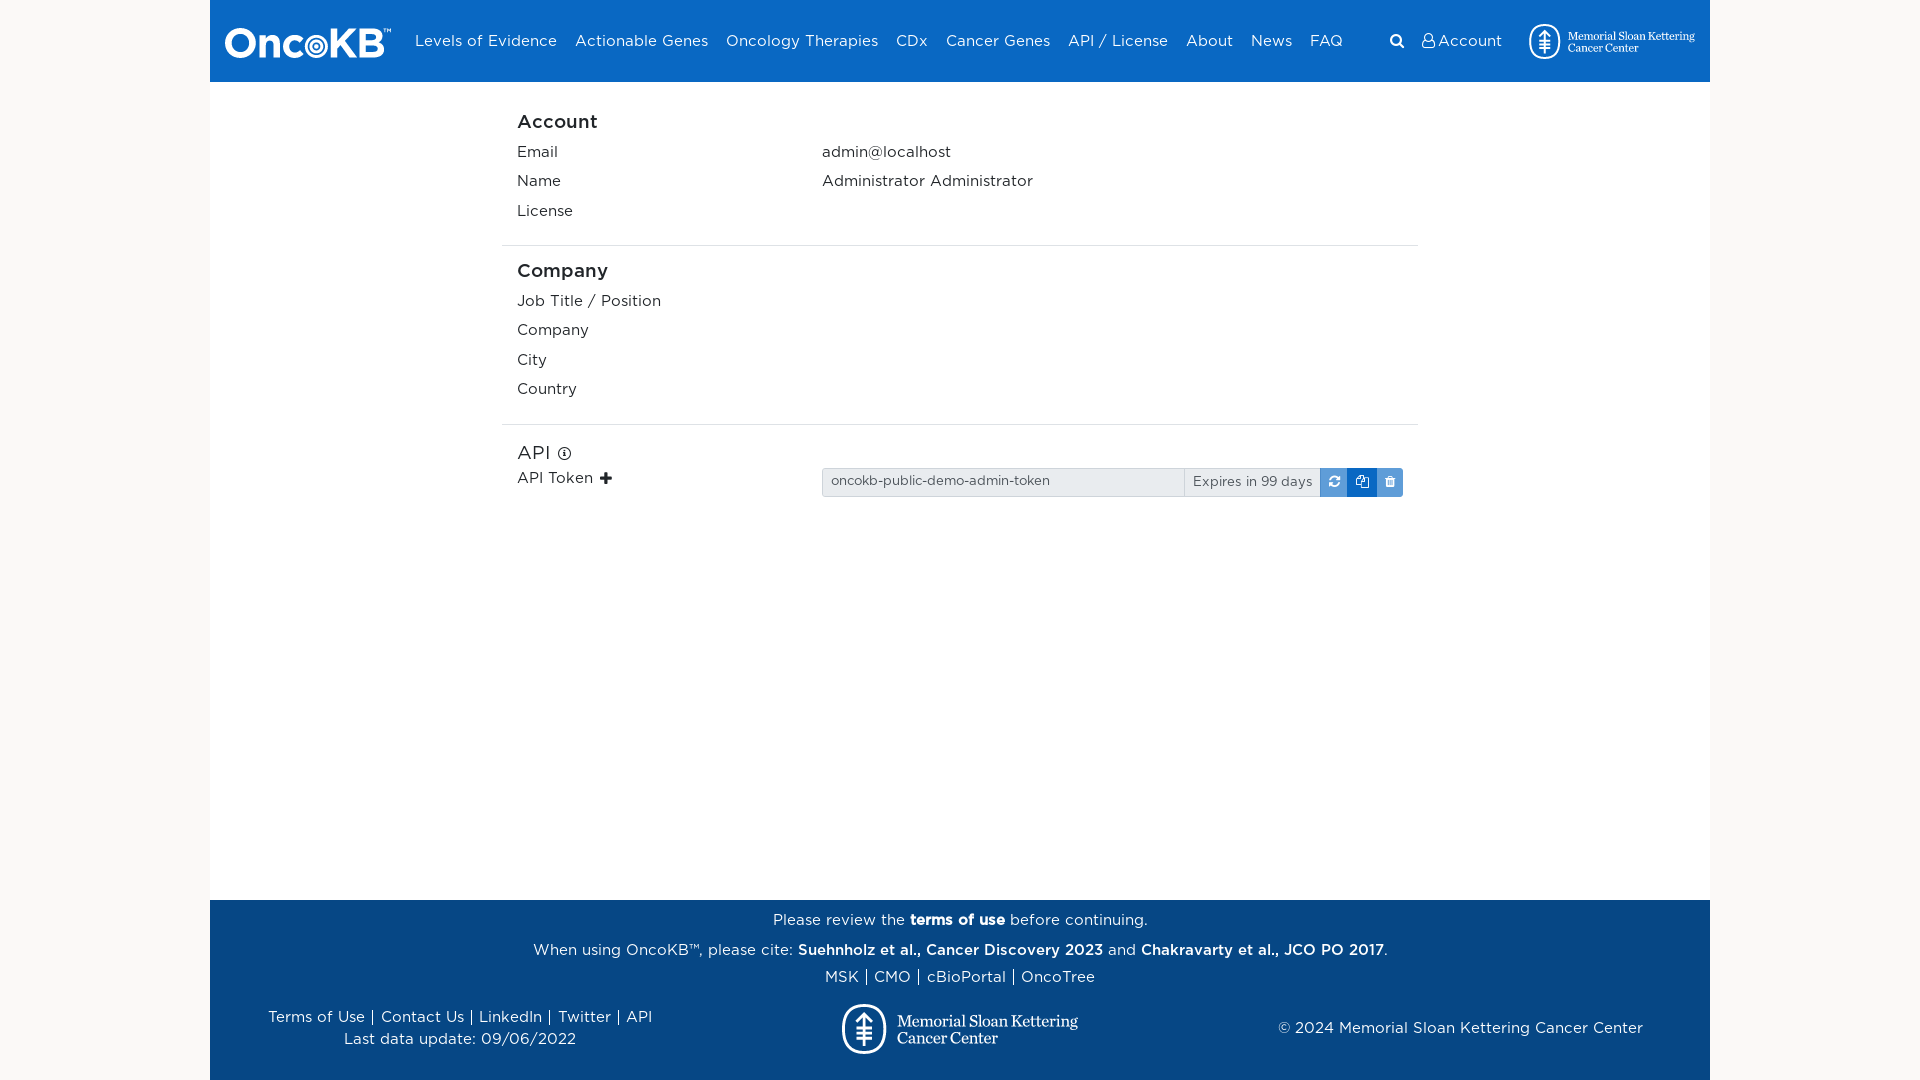 OncoKB™ Levels of Evidence Actionable Genes Oncology Therapies CDx Cancer Genes API / License About News FAQ Account Memorial Sloan Kettering
Cancer Center
Account
Email admin@localhost
Name Administrator Administrator
License
Company
Job Title / Position
Company
City
Country
API
API Token oncokb-public-demo-admin-token Expires in 99 days
Please review the terms of use before continuing.
When using OncoKB™, please cite: Suehnholz et al., Cancer Discovery 2023 and Chakravarty et al., JCO PO 2017.
MSK | CMO | cBioPortal | OncoTree
Terms of Use | Contact Us | LinkedIn | Twitter | API
Last data update: 09/06/2022
Memorial Sloan Kettering
Cancer Center
© 2024 Memorial Sloan Kettering Cancer Center